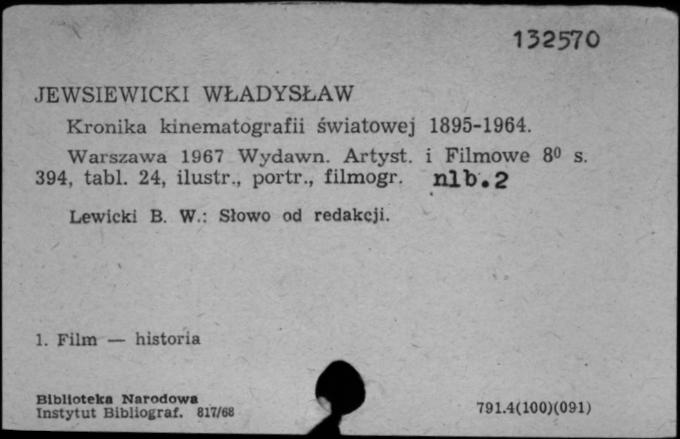 132570
JEWSIEWICKI WŁADYSŁAW
Kronika kinematografii światowej 1895-1964.
Warszawa 1967 Wydawn. Artyst. i Filmowe 8⁰ s.
394, tabl. 24, ilustr., portr., filmogr. nlb.2
Lewicki B. W.: Słowo od redakcji.
1. Film — historia
Biblioteka Narodowa
Instytut Bibliograf. 817/68
791.4(100)(091)